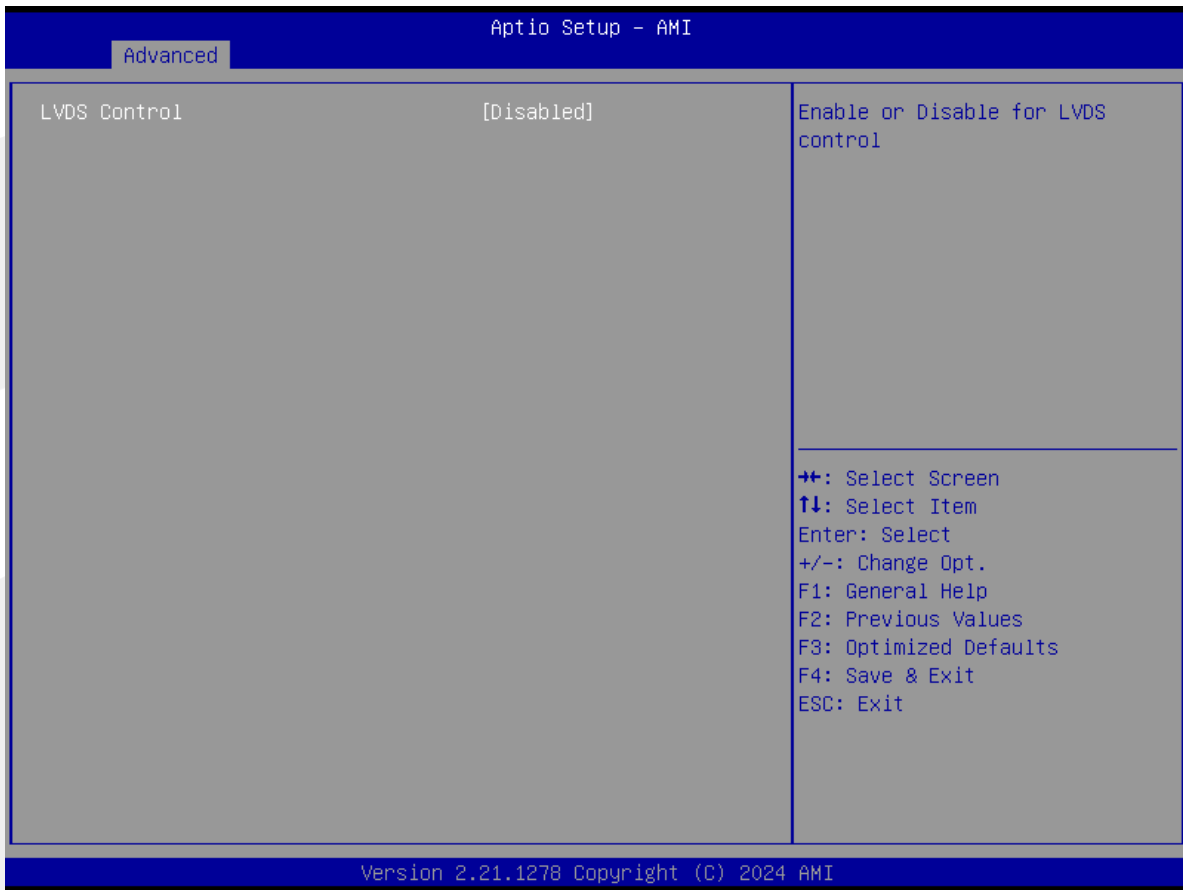 Aptio Setup – AMI
Advanced
LVDS Control [Disabled]
Enable or Disable for LVDS
control
→←: Select Screen
↑↓: Select Item
Enter: Select
+/-: Change Opt.
F1: General Help
F2: Previous Values
F3: Optimized Defaults
F4: Save & Exit
ESC: Exit
Version 2.21.1278 Copyright (C) 2024 AMI